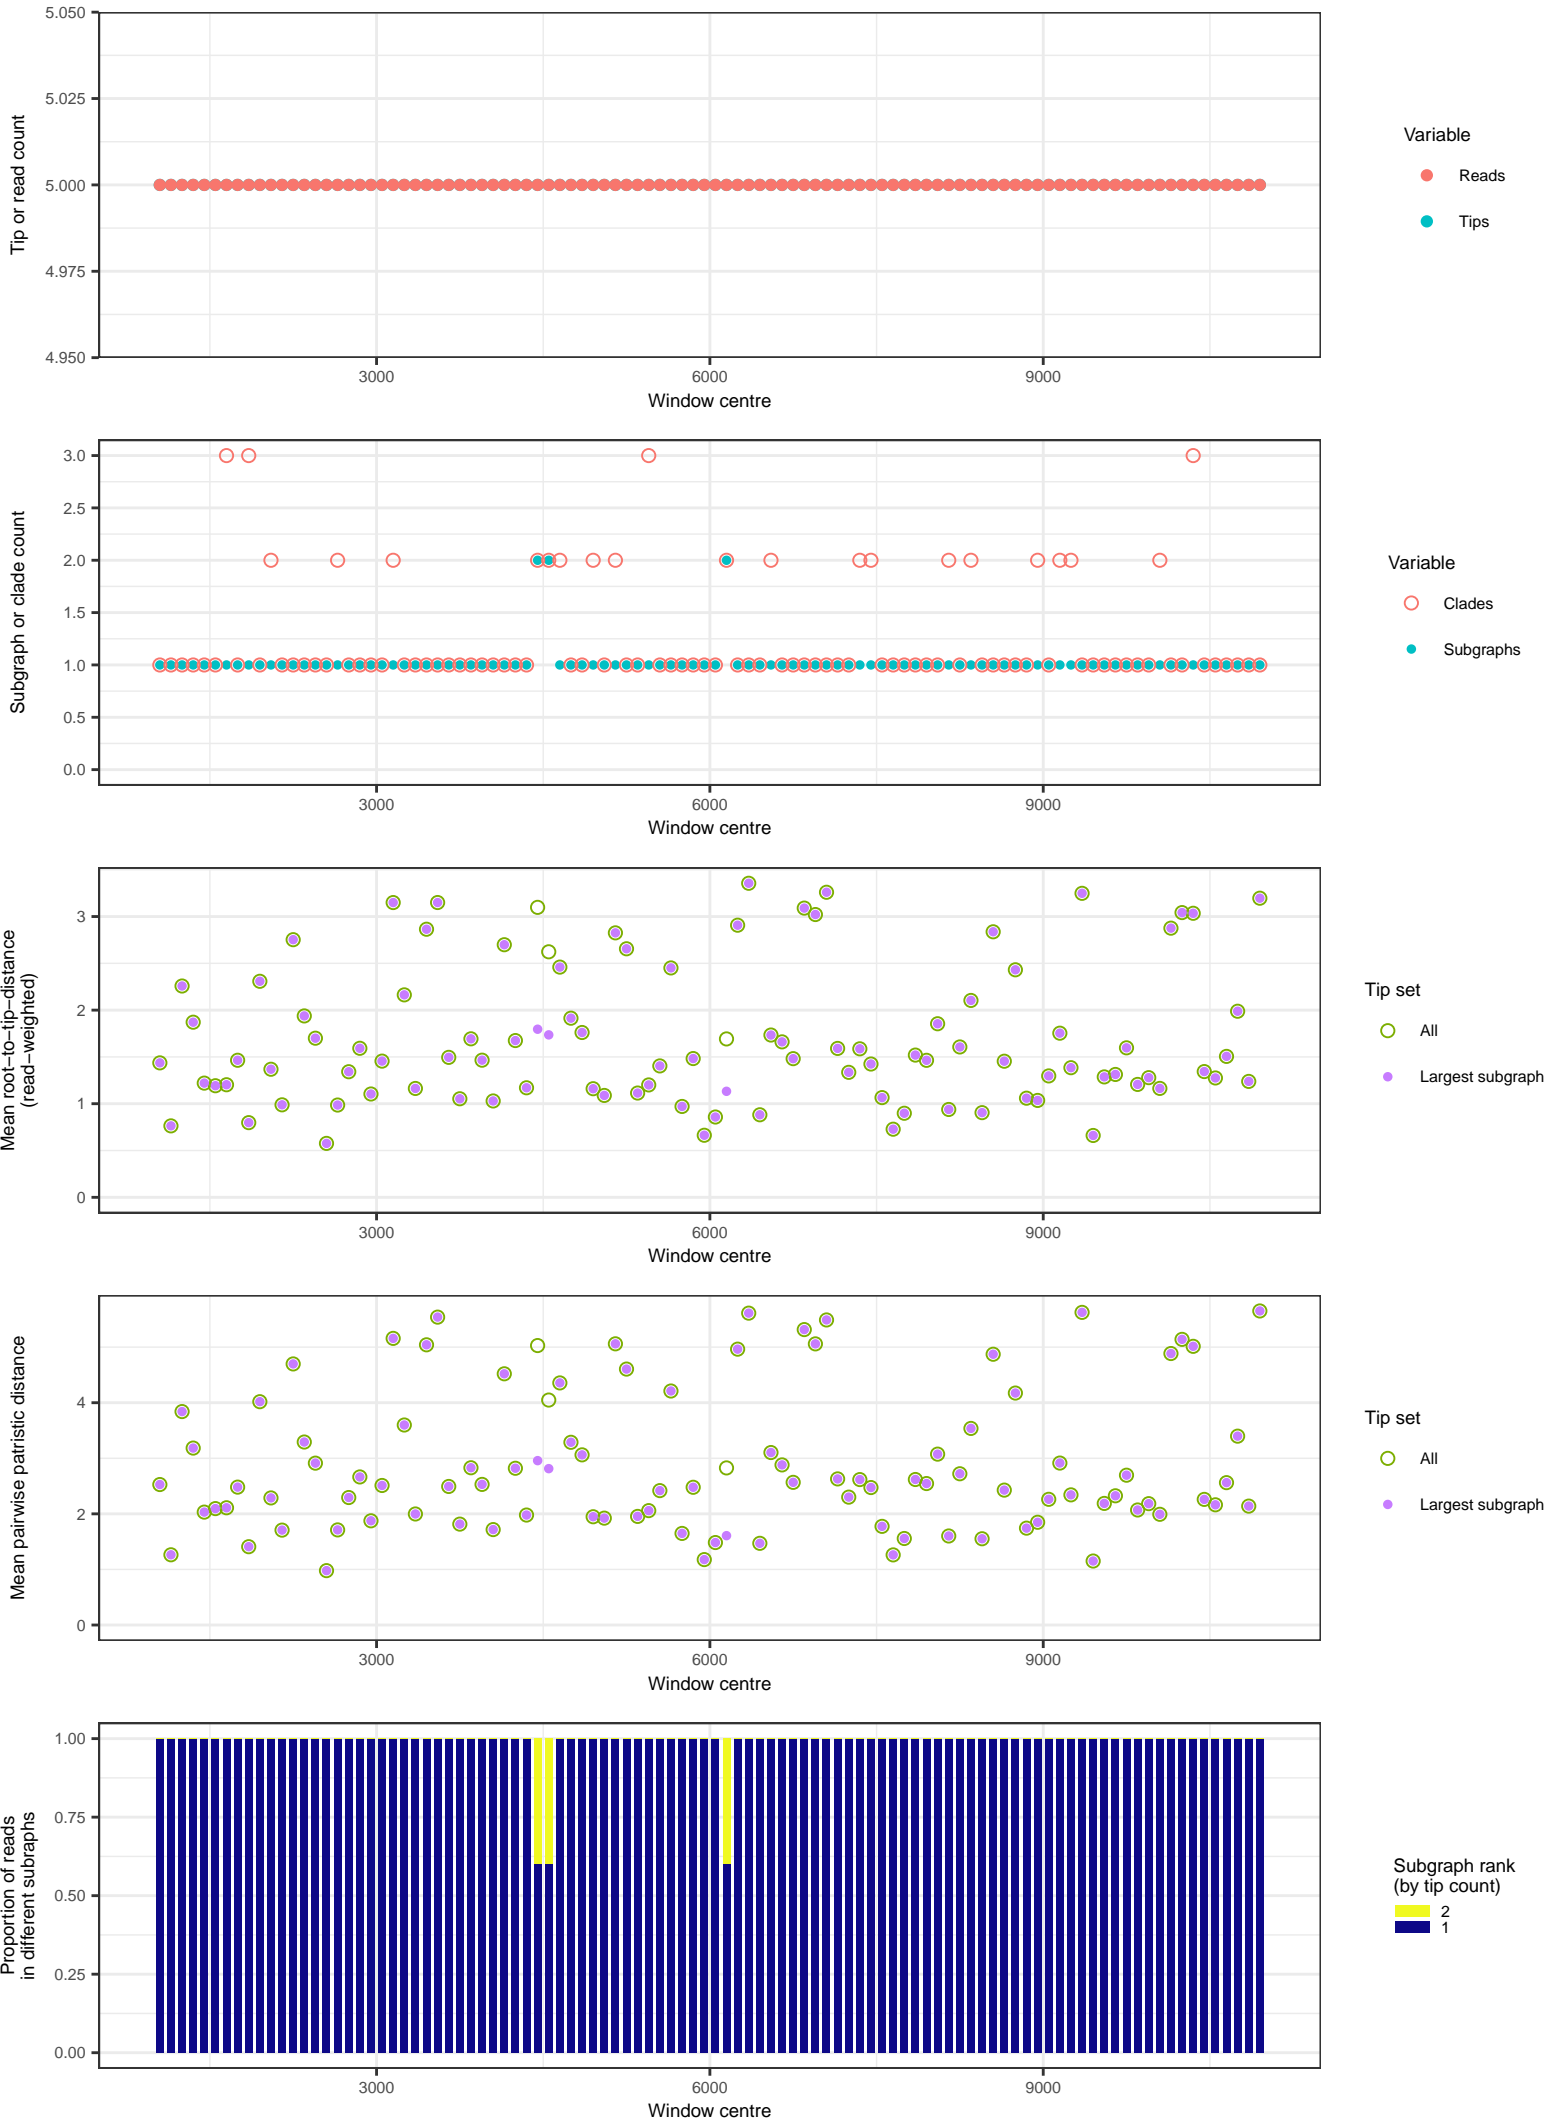 5.050
5.025
5.000
4.975
4.950
Tip or read count
3000
6000
9000
Window centre
Variable
Reads
Tips
3.0
2.5
2.0
1.5
1.0
0.5
0.0
Subgraph or clade count
3000
6000
9000
Window centre
Variable
Clades
Subgraphs
3
2
1
0
Mean root−to−tip−distance
(read−weighted)
3000
6000
9000
Window centre
Tip set
All
Largest subgraph
4
2
0
Mean pairwise patristic distance
3000
6000
9000
Window centre
Tip set
All
Largest subgraph
1.00
0.75
0.50
0.25
0.00
Proportion of reads
in different subraphs
3000
6000
9000
Window centre
Subgraph rank
(by tip count)
2
1